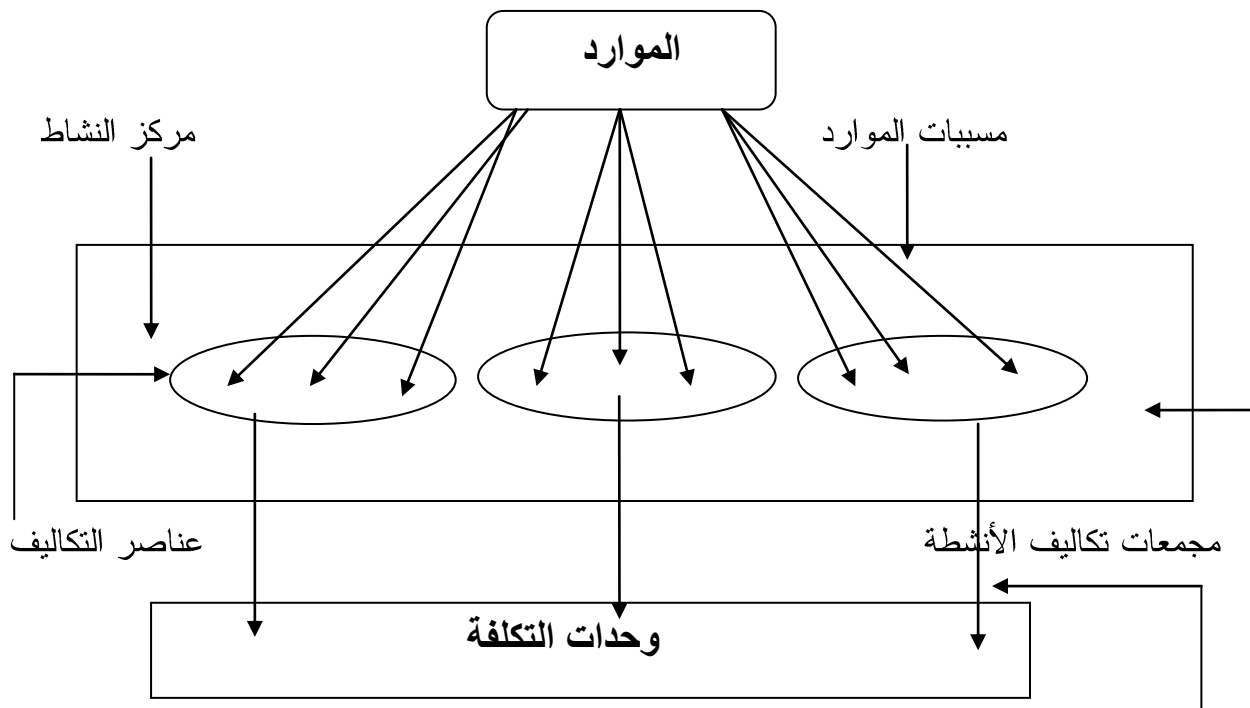 الموارد
مسببات الموارد
مركز النشاط
مجمعات تكاليف الأنشطة
عناصر التكاليف
وحدات التكلفة